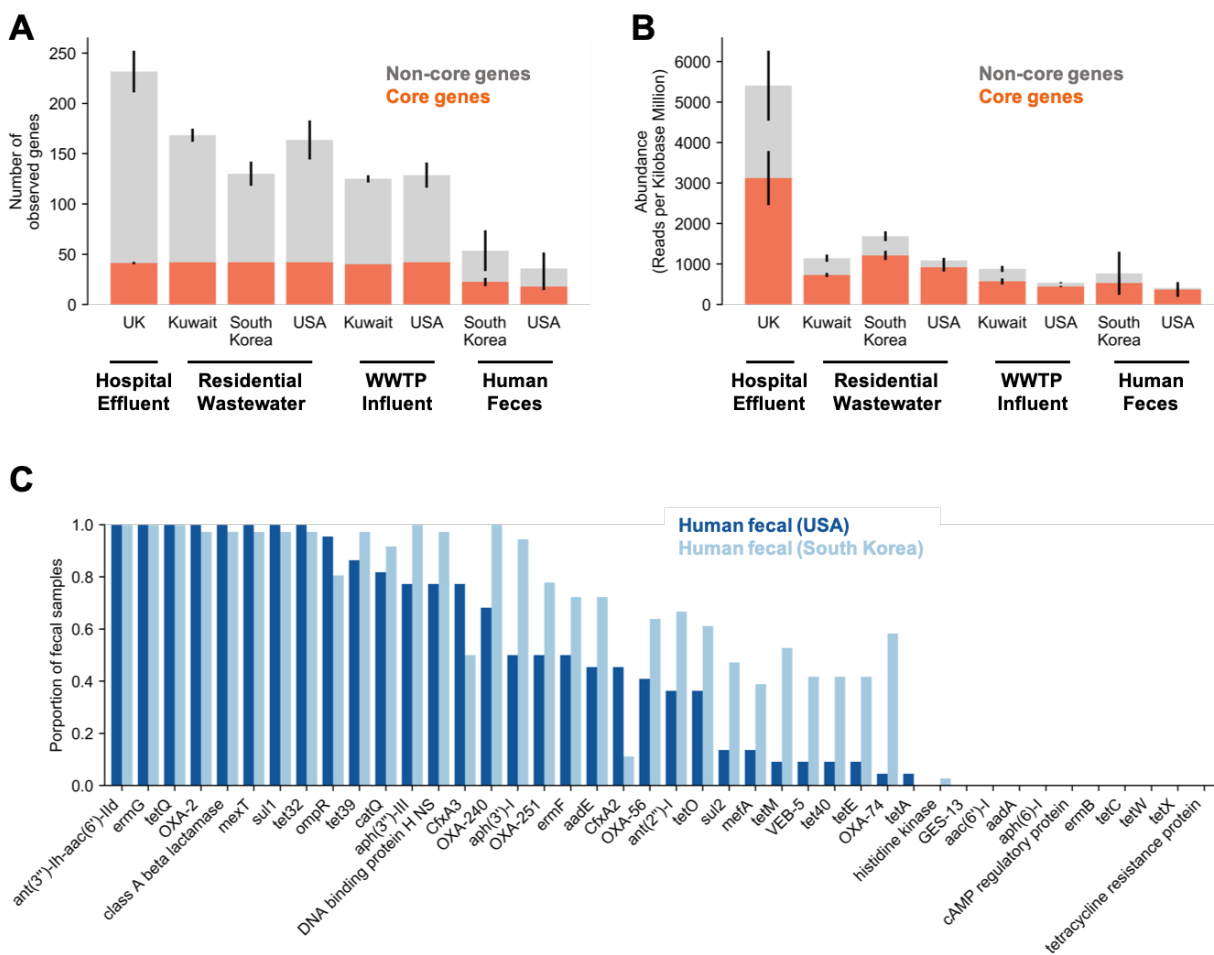 A
Number of
observed genes
250
200
150
100
50
0
Non-core genes
Core genes
UK
Kuwait
South
Korea
USA
Kuwait
USA
South
Korea
USA
Hospital
Effluent
Residential
Wastewater
WWTP
Influent
Human
Feces
B
Abundance
(Reads per Kilobase Million)
6000
5000
4000
3000
2000
1000
0
Non-core genes
Core genes
UK
Kuwait
South
Korea
USA
Kuwait
USA
South
Korea
USA
Hospital
Effluent
Residential
Wastewater
WWTP
Influent
Human
Feces
C
Porportion of fecal samples
1.0
0.8
0.6
0.4
0.2
0.0
Human fecal (USA)
Human fecal (South Korea)
ant(3")-Ih-aac(6')-IId
ermG
tetQ
OXA-2
class A beta lactamase
mexT
sul1
tet32
ompR
tet39
catQ
aph(3")-III
DNA binding protein H NS
CfxA3
OXA-240
aph(3')-I
OXA-251
ermF
aadE
CfxA2
OXA-56
ant(2")-I
tetO
sul2
mefA
tetM
VEB-5
tet40
tetE
OXA-74
tetA
histidine kinase
GES-13
aac(6')-I
aadA
aph(6)-I
cAMP regulatory protein
ermB
tetC
tetW
tetX
tetracycline resistance protein